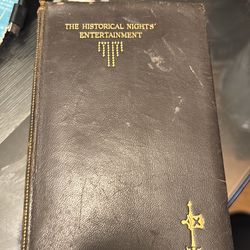 THE HISTORICAL NIGHTS'
ENTERTAINMENT